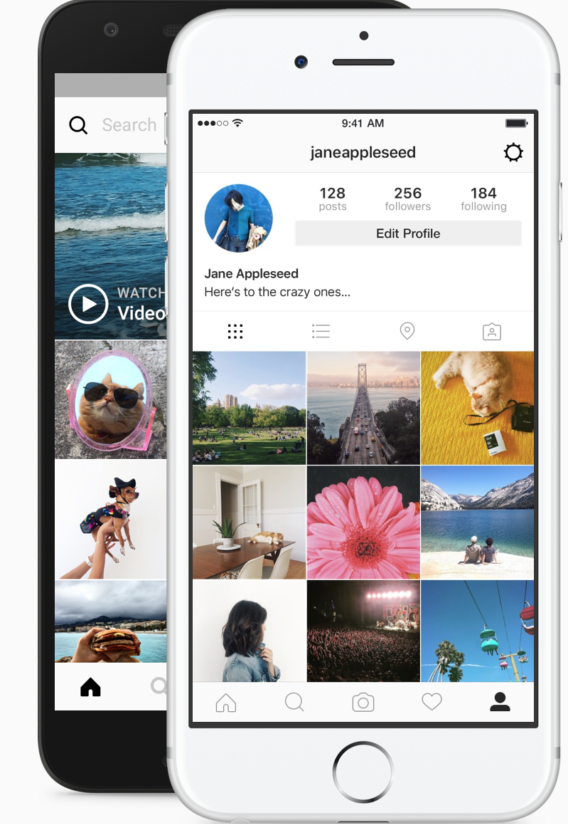 Search
WATCH
Video
9:41 AM
janeappleseed
128
posts
256
followers
184
following
Edit Profile
Jane Appleseed
Here's to the crazy ones...